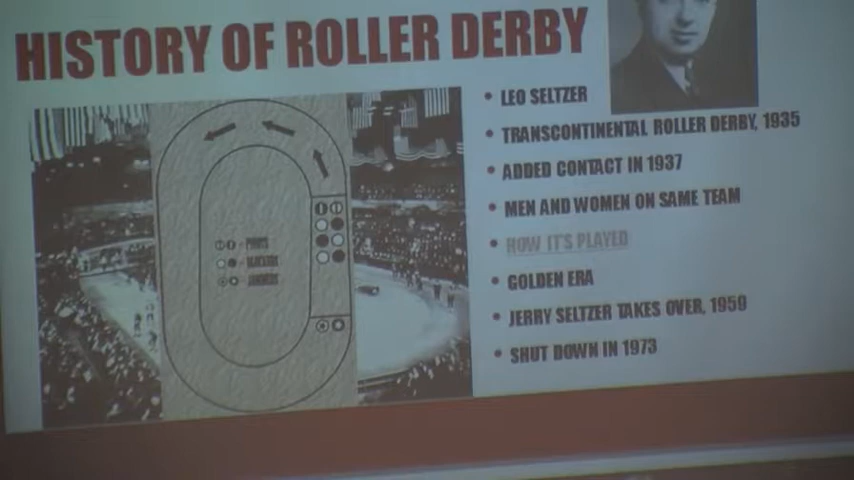 HISTORY OF ROLLER DERBY
• LEO SELTZER
• TRANSCONTINENTAL ROLLER DERBY, 1935
• ADDED CONTACT IN 1937
• MEN AND WOMEN ON SAME TEAM
• HOW IT'S PLAYED
• GOLDEN ERA
• JERRY SELTZER TAKES OVER, 1959
• SHUT DOWN IN 1973
- PIVOTS
- BLOCKERS
- JAMMERS